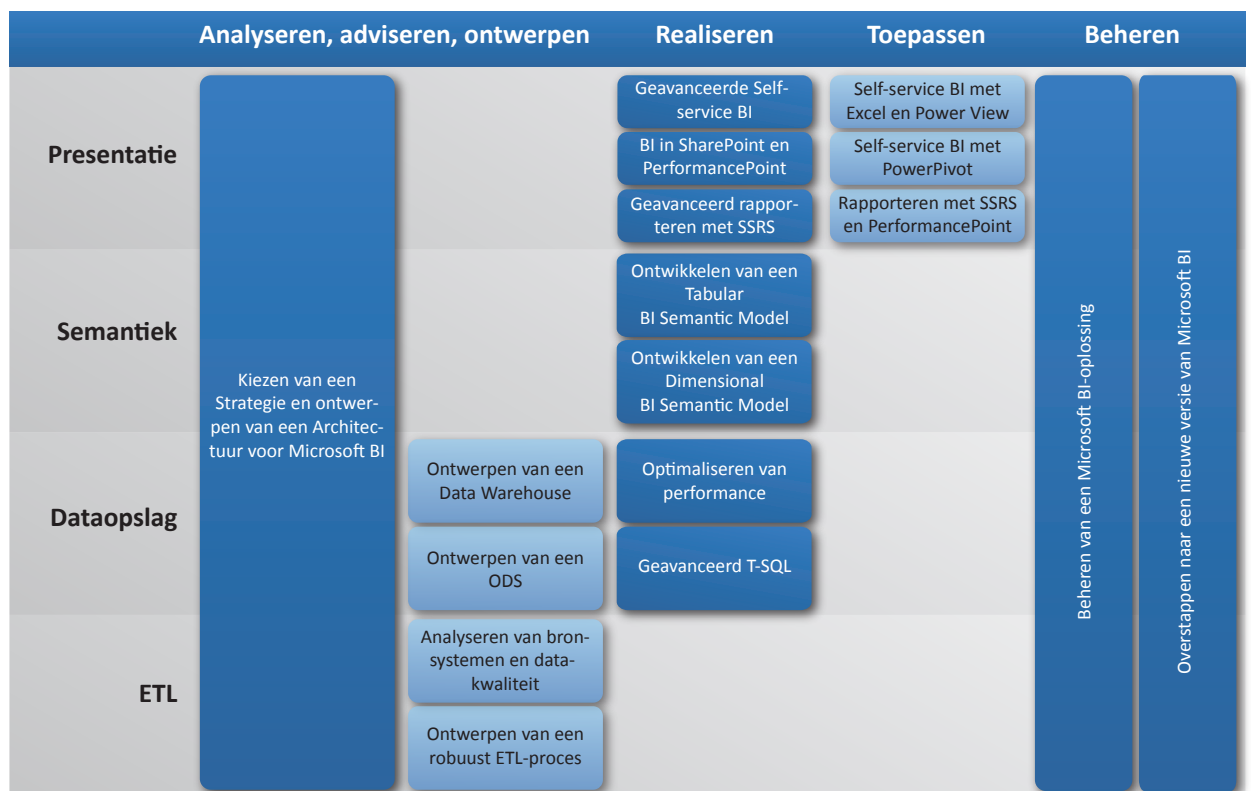 Analyseren, adviseren, ontwerpen
Realiseren
Toepassen
Beheren
Presentatie
Geavanceerde Self-
service BI
BI in SharePoint en
PerformancePoint
Geavanceerd rappor-
teren met SSRS
Self-service BI met
Excel en Power View
Self-service BI met
PowerPivot
Rapporteren met SSRS
en PerformancePoint
Semantiek
Ontwikkelen van een
Tabular
BI Semantic Model
Ontwikkelen van een
Dimensional
BI Semantic Model
Kiezen van een
Strategie en ontwer-
pen van een Architec-
tuur voor Microsoft BI
Dataopslag
Ontwerpen van een
Data Warehouse
Ontwerpen van een
ODS
Optimaliseren van
performance
Geavanceerd T-SQL
ETL
Analyseren van bron-
systemen en data-
kwaliteit
Ontwerpen van een
robuust ETL-proces
Beheren van een Microsoft BI-oplossing
Overstappen naar een nieuwe versie van Microsoft BI